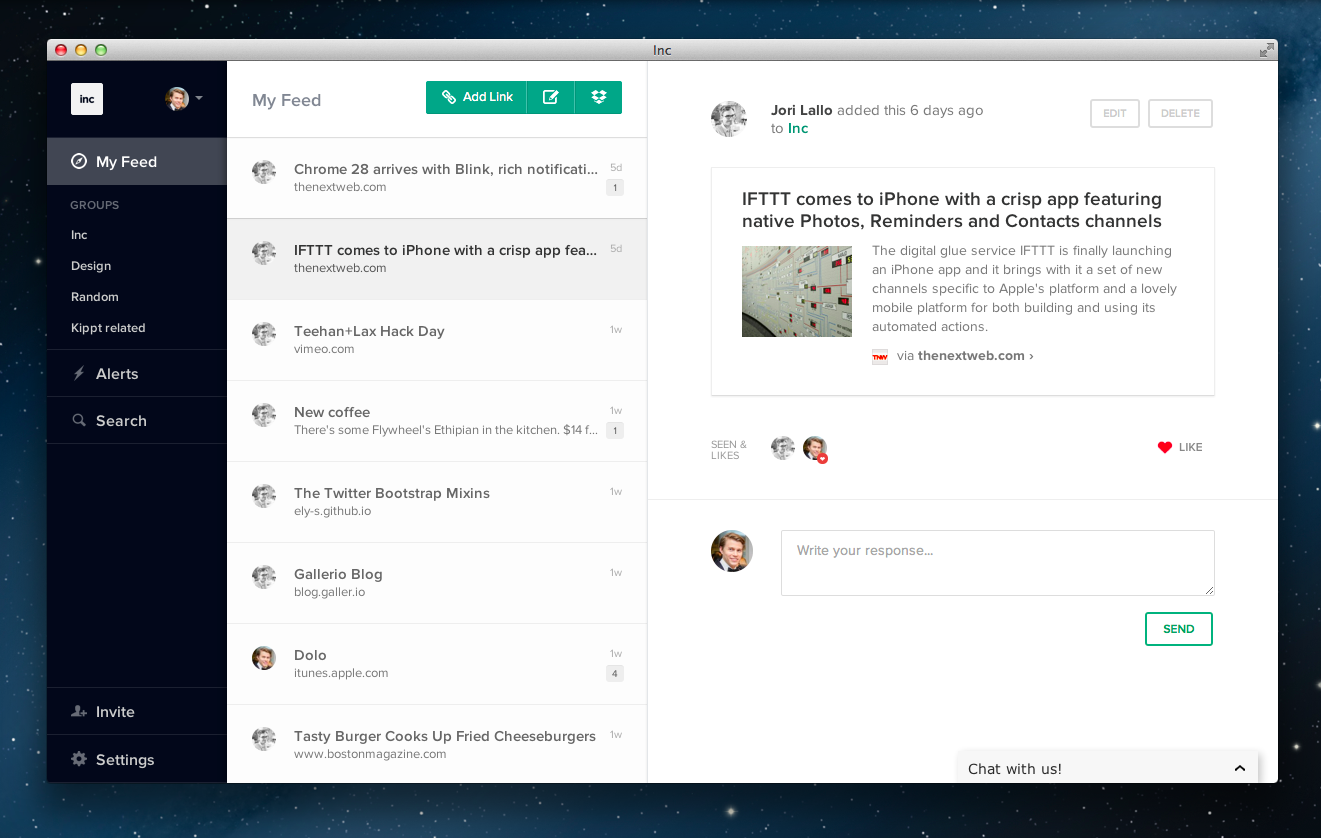 Inc
inc
My Feed
GROUPS
Inc
Design
Random
Kippt related
Alerts
Search
Invite
Settings
My Feed
Add Link
Chrome 28 arrives with Blink, rich notificati...
5d
thenextweb.com
1
IFTTT comes to iPhone with a crisp app fea...
5d
thenextweb.com
Teehan+Lax Hack Day
1w
vimeo.com
New coffee
1w
There's some Flywheel's Ethipian in the kitchen. $14 f...
1
The Twitter Bootstrap Mixins
1w
ely-s.github.io
Gallerio Blog
1w
blog.galler.io
Dolo
1w
itunes.apple.com
4
Tasty Burger Cooks Up Fried Cheeseburgers
1w
www.bostonmagazine.com
Jori Lallo added this 6 days ago
to Inc
EDIT
DELETE
IFTTT comes to iPhone with a crisp app featuring
native Photos, Reminders and Contacts channels
The digital glue service IFTTT is finally launching
an iPhone app and it brings with it a set of new
channels specific to Apple's platform and a lovely
mobile platform for both building and using its
automated actions.
TNW
via thenextweb.com ›
SEEN &
LIKES
LIKE
Write your response...
SEND
Chat with us!